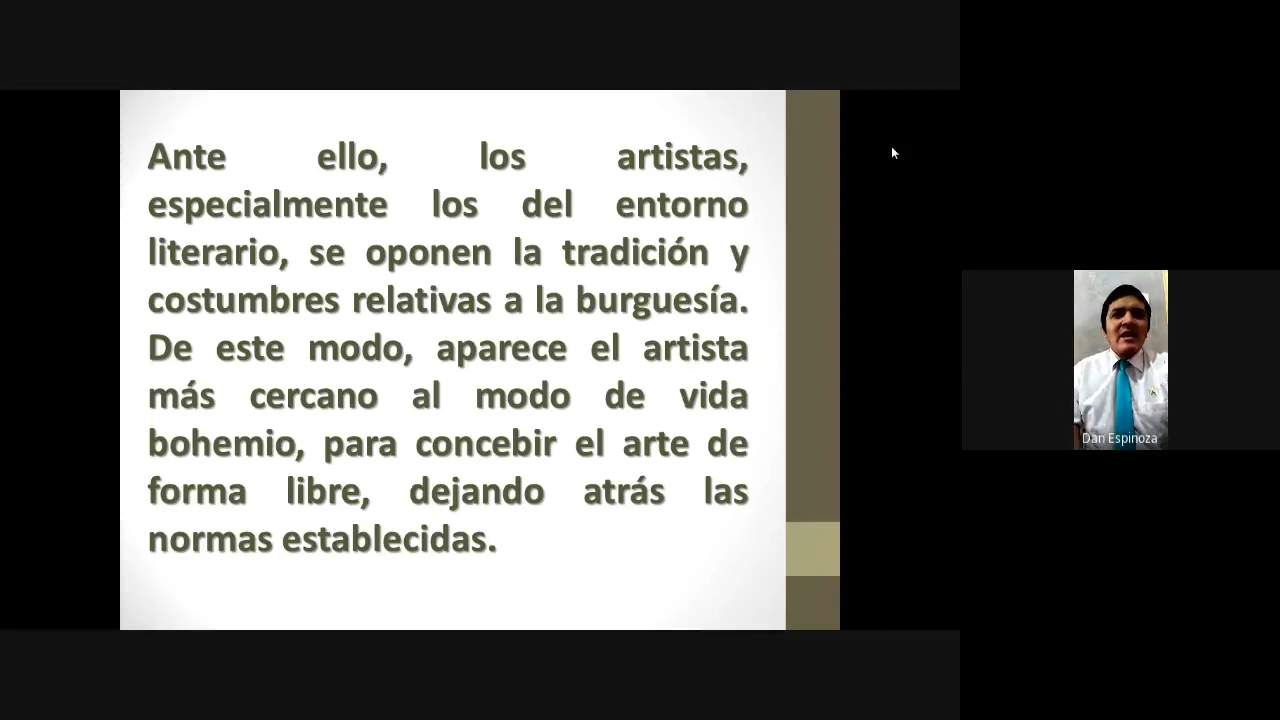 Ante ello, los artistas,
especialmente los del entorno
literario, se oponen la tradición y
costumbres relativas a la burguesía.
De este modo, aparece el artista
más cercano al modo de vida
bohemio, para concebir el arte de
forma libre, dejando atrás las
normas establecidas.
Dan Espinoza